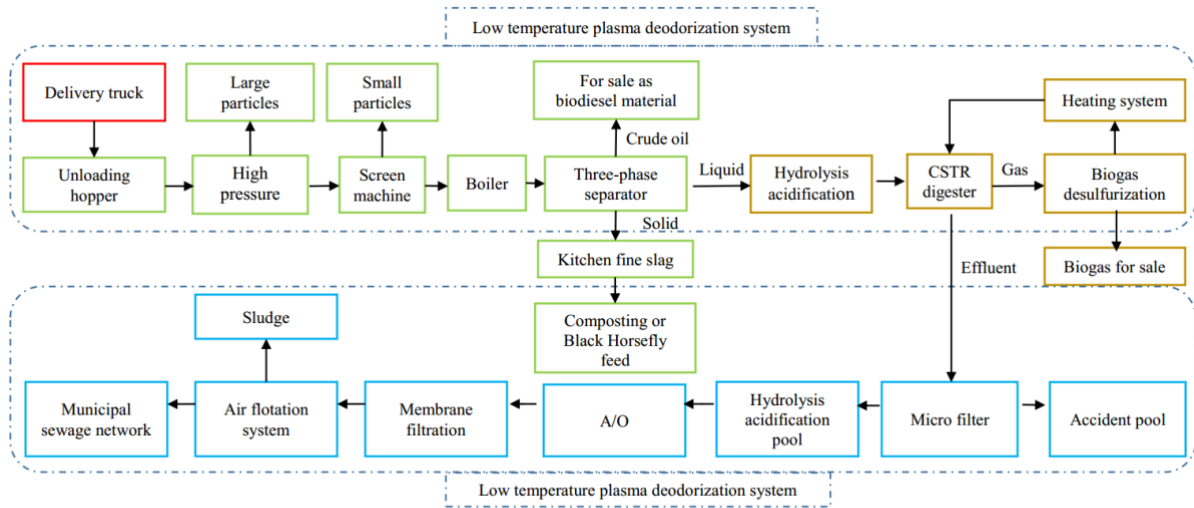 Low temperature plasma deodorization system
Delivery truck
Large
particles
Small
particles
For sale as
biodiesel material
Heating system
Crude oil
Unloading
hopper
High
pressure
Screen
machine
Boiler
Three-phase
separator
Liquid
Hydrolysis
acidification
CSTR
digester
Gas
Biogas
desulfurization
Solid
Kitchen fine slag
Effluent
Biogas for sale
Sludge
Composting or
Black Horsefly
feed
Municipal
sewage network
Air flotation
system
Membrane
filtration
A/O
Hydrolysis
acidification
pool
Micro filter
Accident pool
Low temperature plasma deodorization system